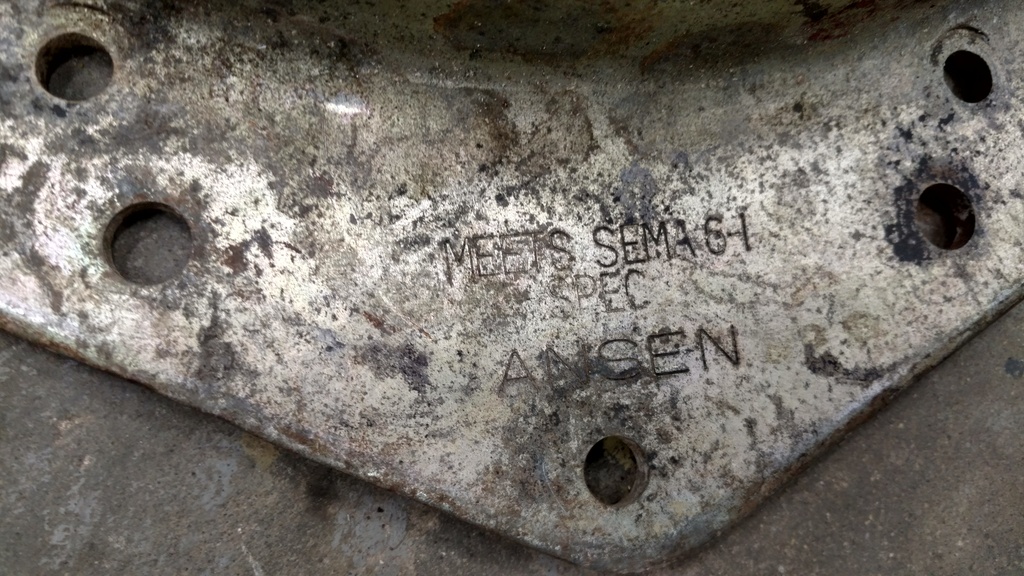 MEETS SEMA 6-1
SPEC
ANSEN